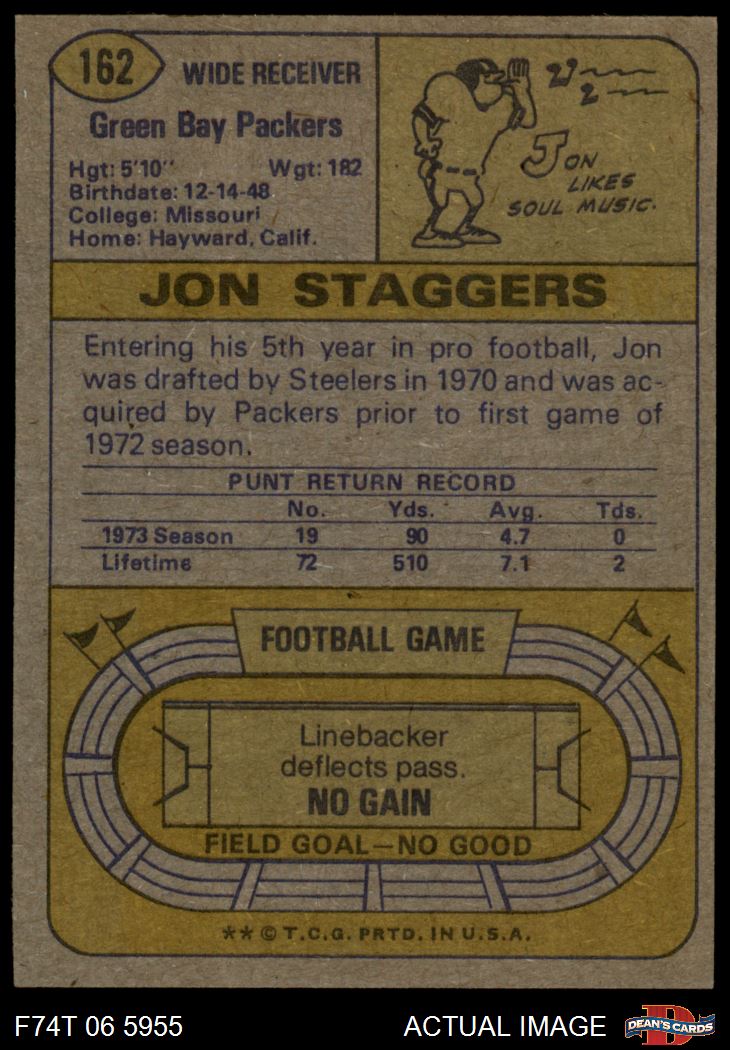 162 WIDE RECEIVER
Green Bay Packers
Hgt: 5'10" Wgt: 182
Birthdate: 12-14-48
College: Missouri
Home: Hayward, Calif.
JON
LIKES
SOUL MUSIC.
JON STAGGERS
Entering his 5th year in pro football, Jon
was drafted by Steelers in 1970 and was ac-
quired by Packers prior to first game of
1972 season.
PUNT RETURN RECORD
No. Yds. Avg. Tds.
1973 Season 19 90 4.7 0
Lifetime 72 510 7.1 2
FOOTBALL GAME
Linebacker
deflects pass.
NO GAIN
FIELD GOAL—NO GOOD
** © T.C.G. PRTD. IN U.S.A.
F74T 06 5955 ACTUAL IMAGE D DEAN'S CARDS